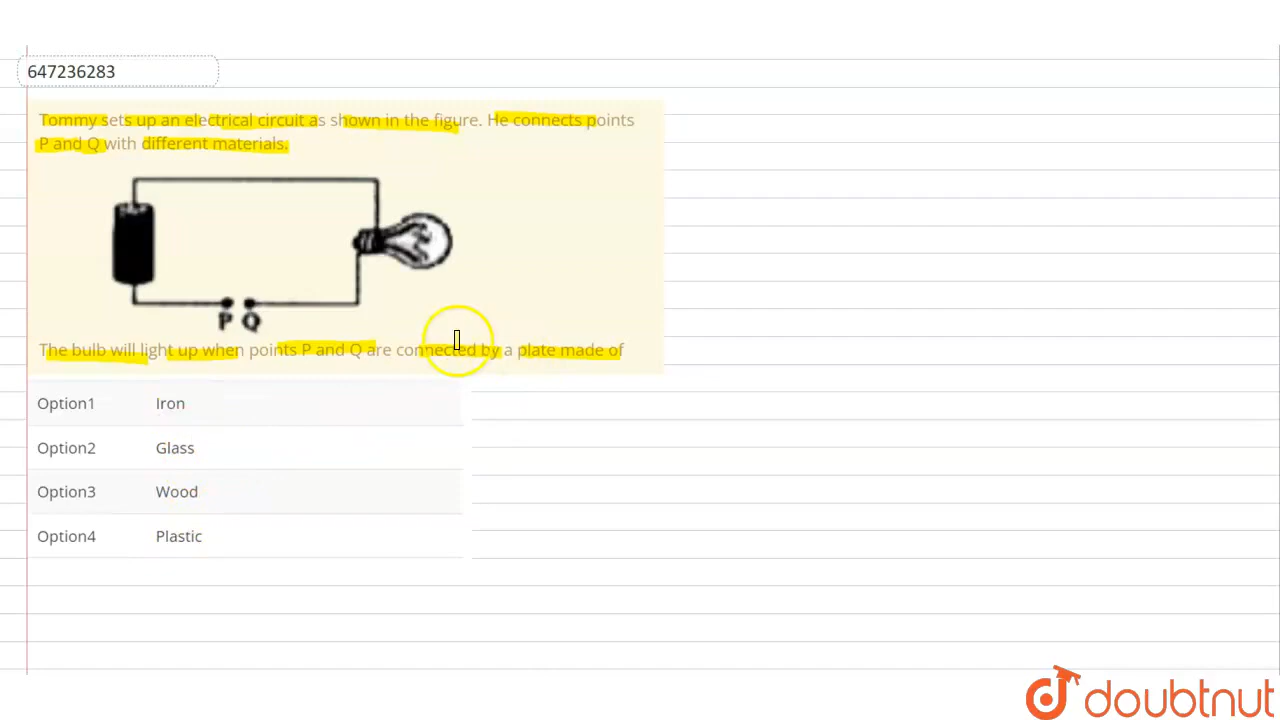 647236283
Tommy sets up an electrical circuit as shown in the figure. He connects points
P and Q with different materials.
P Q
The bulb will light up when points P and Q are connected by a plate made of
Option1 Iron
Option2 Glass
Option3 Wood
Option4 Plastic
doubtnut